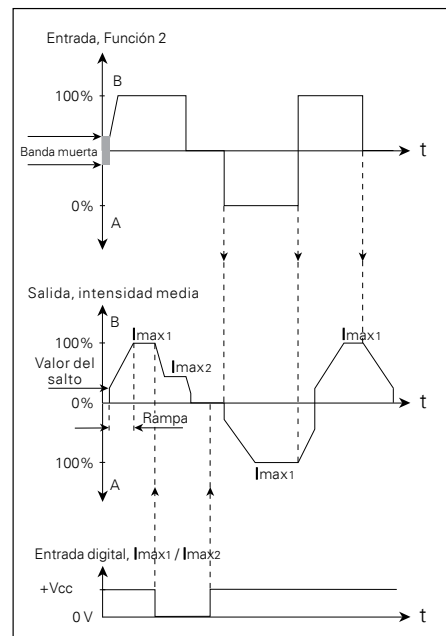 Entrada, Función 2
B
100%
Banda muerta
t
0%
A
Salida, intensidad media
B
Imax1
Imax1
100%
Imax2
Valor del
salto
0%
t
Rampa
100%
Imax1
A
Entrada digital, Imax1 / Imax2
+Vcc
0 V
t